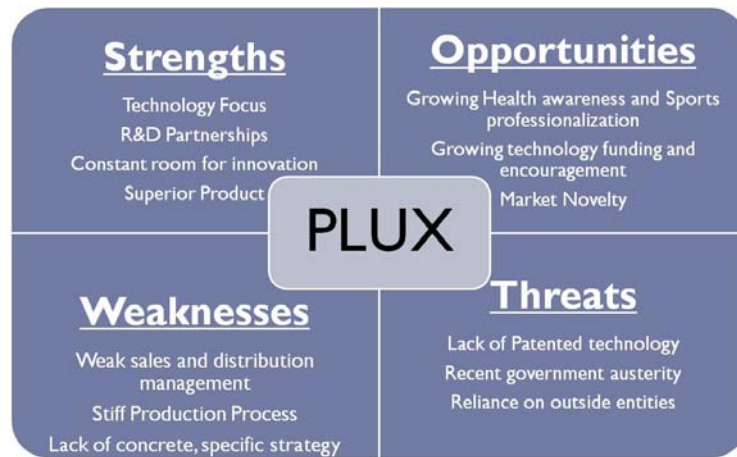 Strengths
Technology Focus
R&D Partnerships
Constant room for innovation
Superior Product
Opportunities
Growing Health awareness and Sports
professionalization
Growing technology funding and
encouragement
Market Novelty
PLUX
Weaknesses
Weak sales and distribution
management
Stiff Production Process
Lack of concrete, specific strategy
Threats
Lack of Patented technology
Recent government austerity
Reliance on outside entities